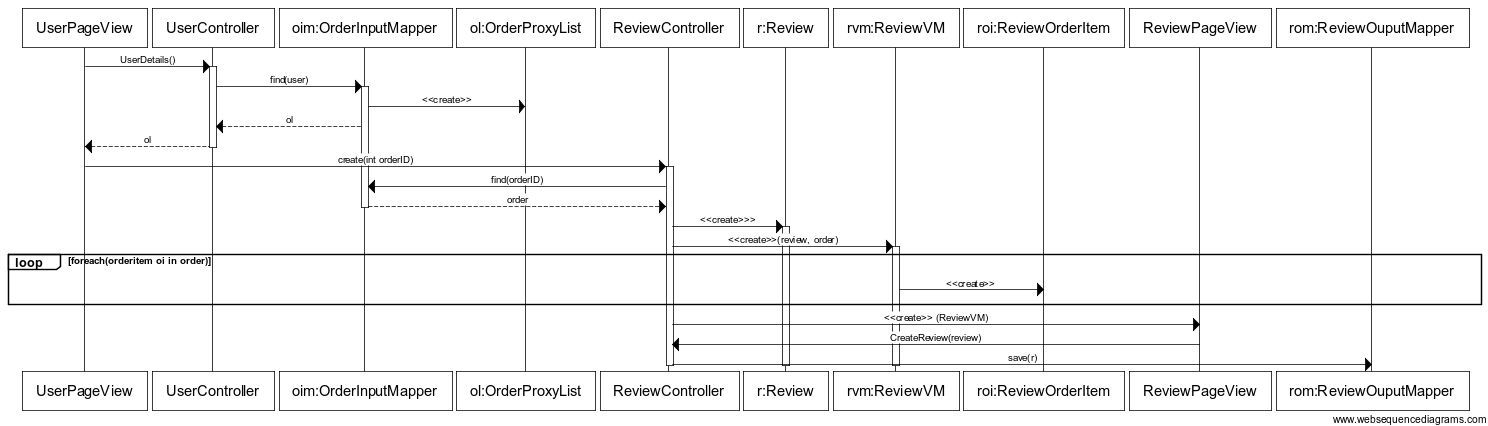 UserPageView UserController oim:OrderInputMapper ol:OrderProxyList ReviewController r:Review rvm:ReviewVM roi:ReviewOrderItem ReviewPageView rom:ReviewOuputMapper
UserDetails()
find(user)
<<create>>
ol
ol
create(int orderID)
find(orderID)
order
<<create>>>
<<create>>(review, order)
loop [foreach(orderitem oi in order)]
<<create>>
<<create>> (ReviewVM)
CreateReview(review)
save(r)
UserPageView UserController oim:OrderInputMapper ol:OrderProxyList ReviewController r:Review rvm:ReviewVM roi:ReviewOrderItem ReviewPageView rom:ReviewOuputMapper
www.websequencediagrams.com